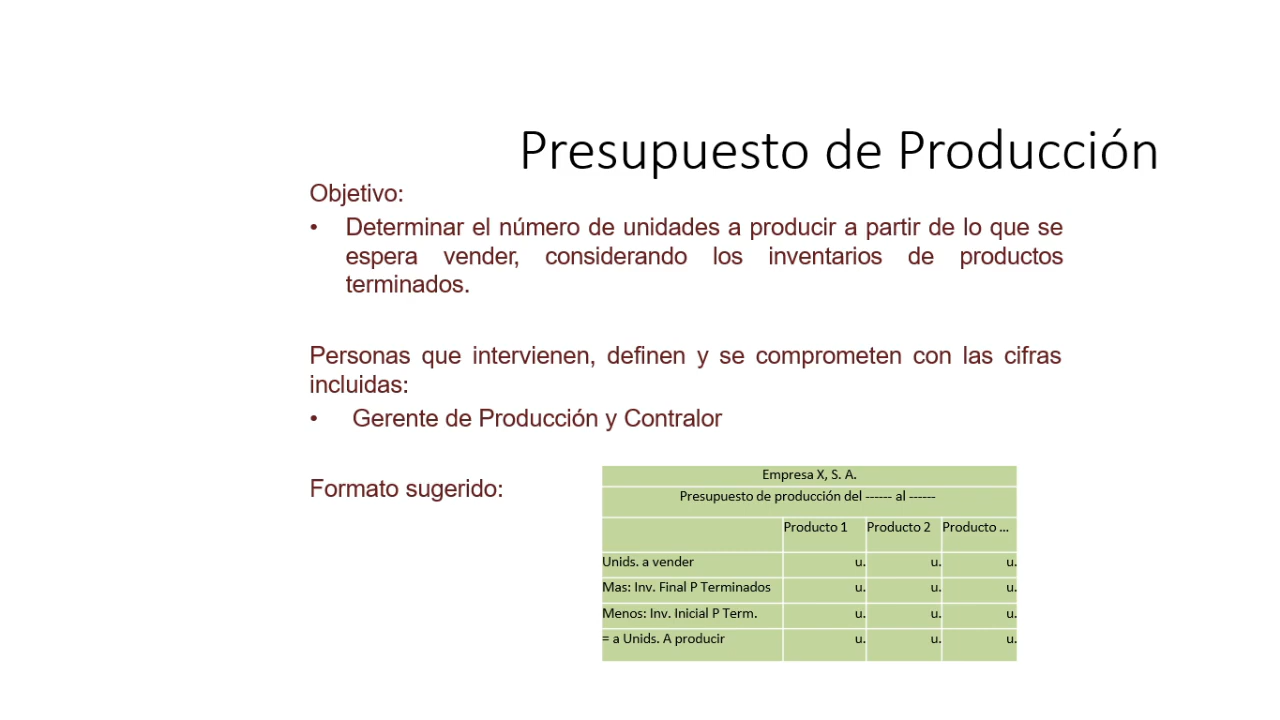 Presupuesto de Producción
Objetivo:
• Determinar el número de unidades a producir a partir de lo que se
espera vender, considerando los inventarios de productos
terminados.
Personas que intervienen, definen y se comprometen con las cifras
incluidas:
• Gerente de Producción y Contralor
Formato sugerido:
Empresa X, S. A.
Presupuesto de producción del ------ al ------
Producto 1 Producto 2 Producto ...
Unids. a vender u. u. u.
Mas: Inv. Final P Terminados u. u. u.
Menos: Inv. Inicial P Term. u. u. u.
= a Unids. A producir u. u. u.